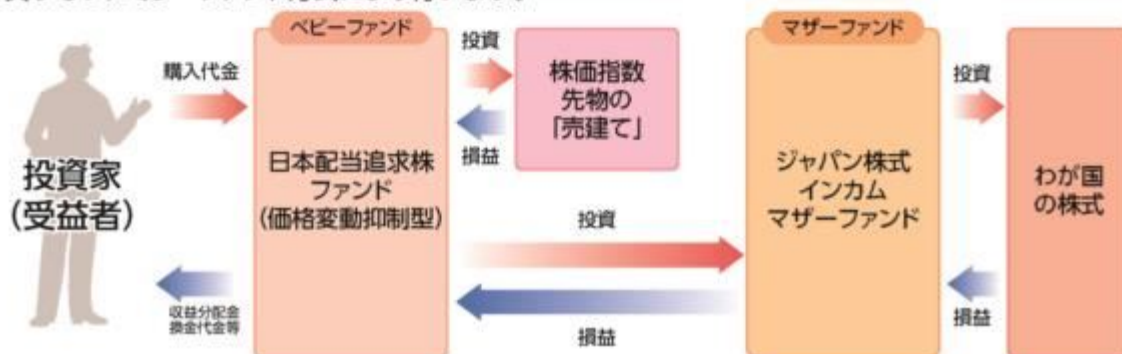 ベビーファンド
マザーファンド
購入代金
投資
株価指数
先物の
「売建て」
損益
投資
投資家
(受益者)
日本配当追求株
ファンド
(価格変動抑制型)
ジャパン株式
インカム
マザーファンド
わが国
の株式
投資
収益分配金
換金代金等
損益
損益